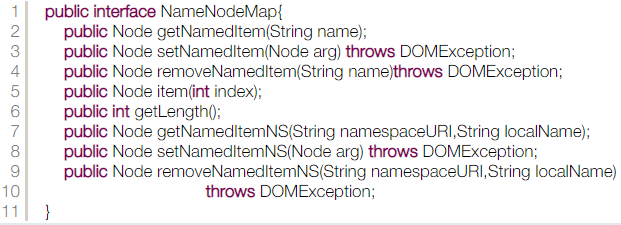 1 public interface NameNodeMap{
2 public Node getNamedItem(String name);
3 public Node setNamedItem(Node arg) throws DOMException;
4 public Node removeNamedItem(String name)throws DOMException;
5 public Node item(int index);
6 public int getLength();
7 public Node getNamedItemNS(String namespaceURI,String localName);
8 public Node setNamedItemNS(Node arg) throws DOMException;
9 public Node removeNamedItemNS(String namespaceURI,String localName)
10 throws DOMException;
11 }